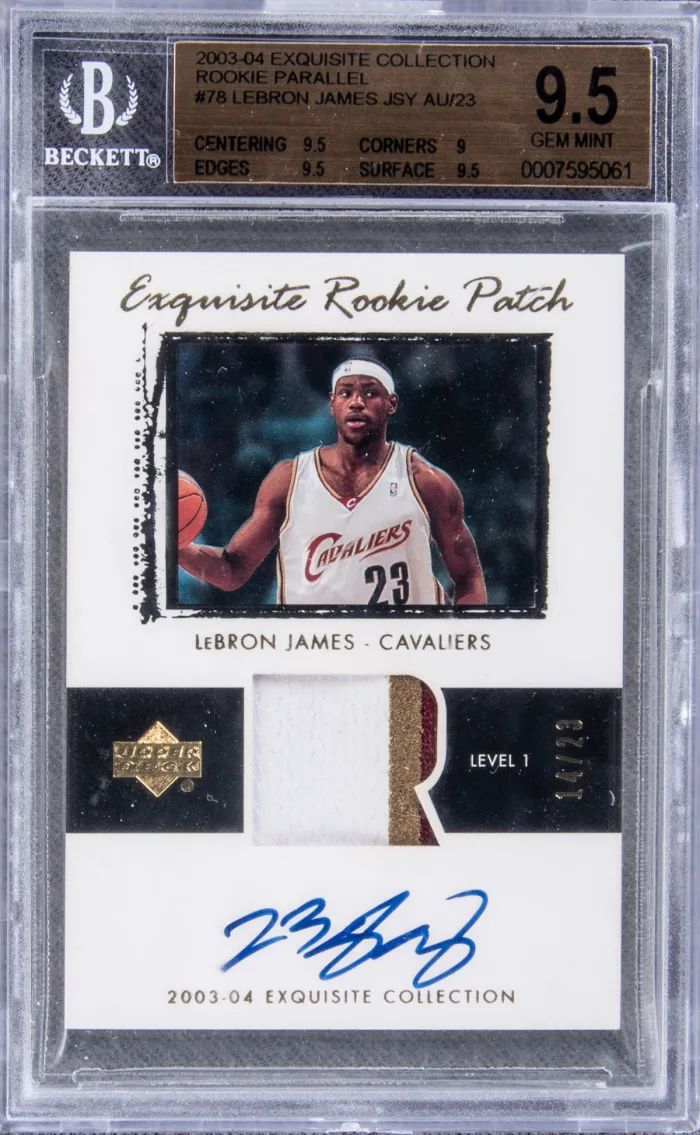 2003-04 EXQUISITE COLLECTION
ROOKIE PARALLEL
#78 LEBRON JAMES JSY AU/23
9.5
GEM MINT
CENTERING 9.5 CORNERS 9
EDGES 9.5 SURFACE 9.5
0007595061
B
BECKETT®
Exquisite Rookie Patch
CAVALIERS
23
LeBRON JAMES - CAVALIERS
UPPER
DECK
LEVEL 1
14/23
23
2003-04 EXQUISITE COLLECTION